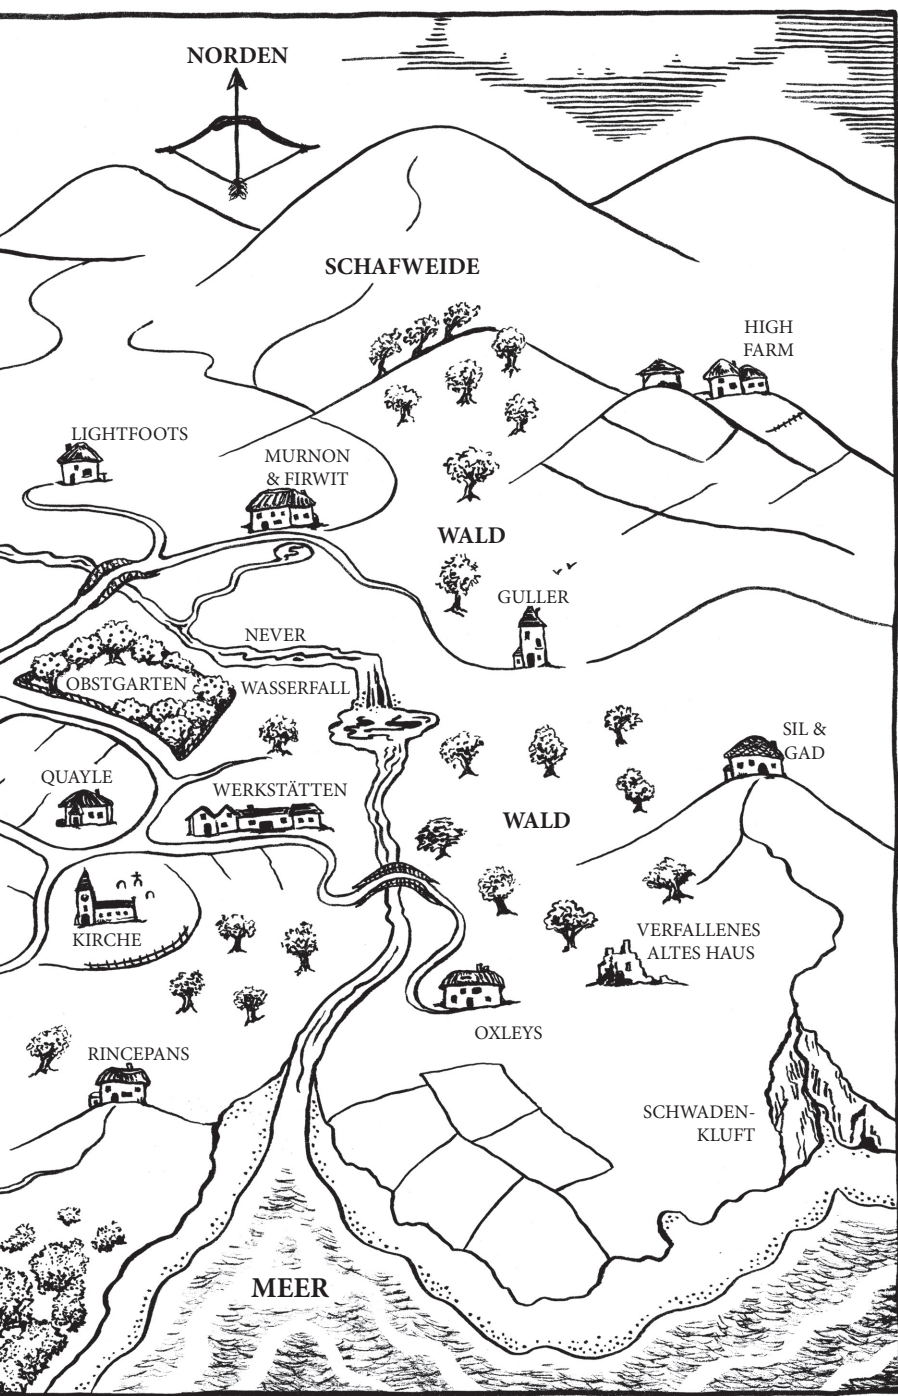 NORDEN
SCHAFWEIDE
HIGH
FARM
LIGHTFOOTS
MURNON
& FIRWIT
WALD
GULLER
NEVER
OBSTGARTEN
WASSERFALL
SIL &
GAD
QUAYLE
WERKSTÄTTEN
WALD
KIRCHE
VERFALLENES
ALTES HAUS
OXLEYS
RINCEPANS
SCHWADEN-
KLUFT
MEER